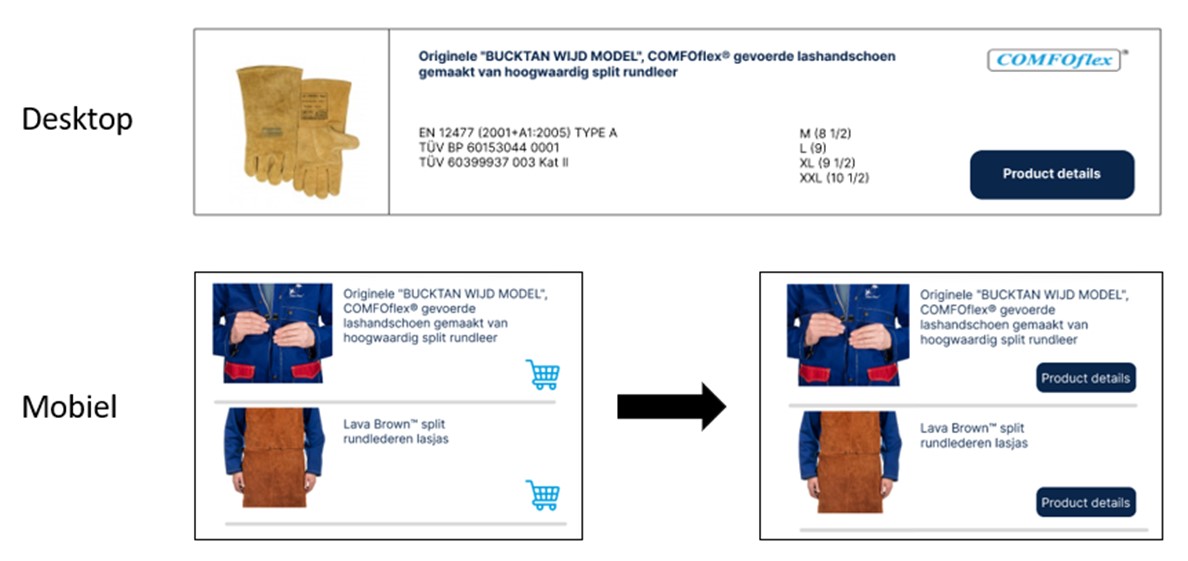 Desktop
Originele "BUCKTAN WIJD MODEL", COMFOflex® gevoerde lashandschoen
gemaakt van hoogwaardig split rundleer
COMFOflex™
EN 12477 (2001+A1:2005) TYPE A
TÜV BP 60153044 0001
TÜV 60399937 003 Kat II
M (8 1/2)
L (9)
XL (9 1/2)
XXL (10 1/2)
Product details
Mobiel
Originele "BUCKTAN WIJD MODEL",
COMFOflex® gevoerde
lashandschoen gemaakt van
hoogwaardig split rundleer
Lava Brown™ split
rundlederen lasjas
Originele "BUCKTAN WIJD MODEL",
COMFOflex® gevoerde
lashandschoen gemaakt van
hoogwaardig split rundleer
Product details
Lava Brown™ split
rundlederen lasjas
Product details